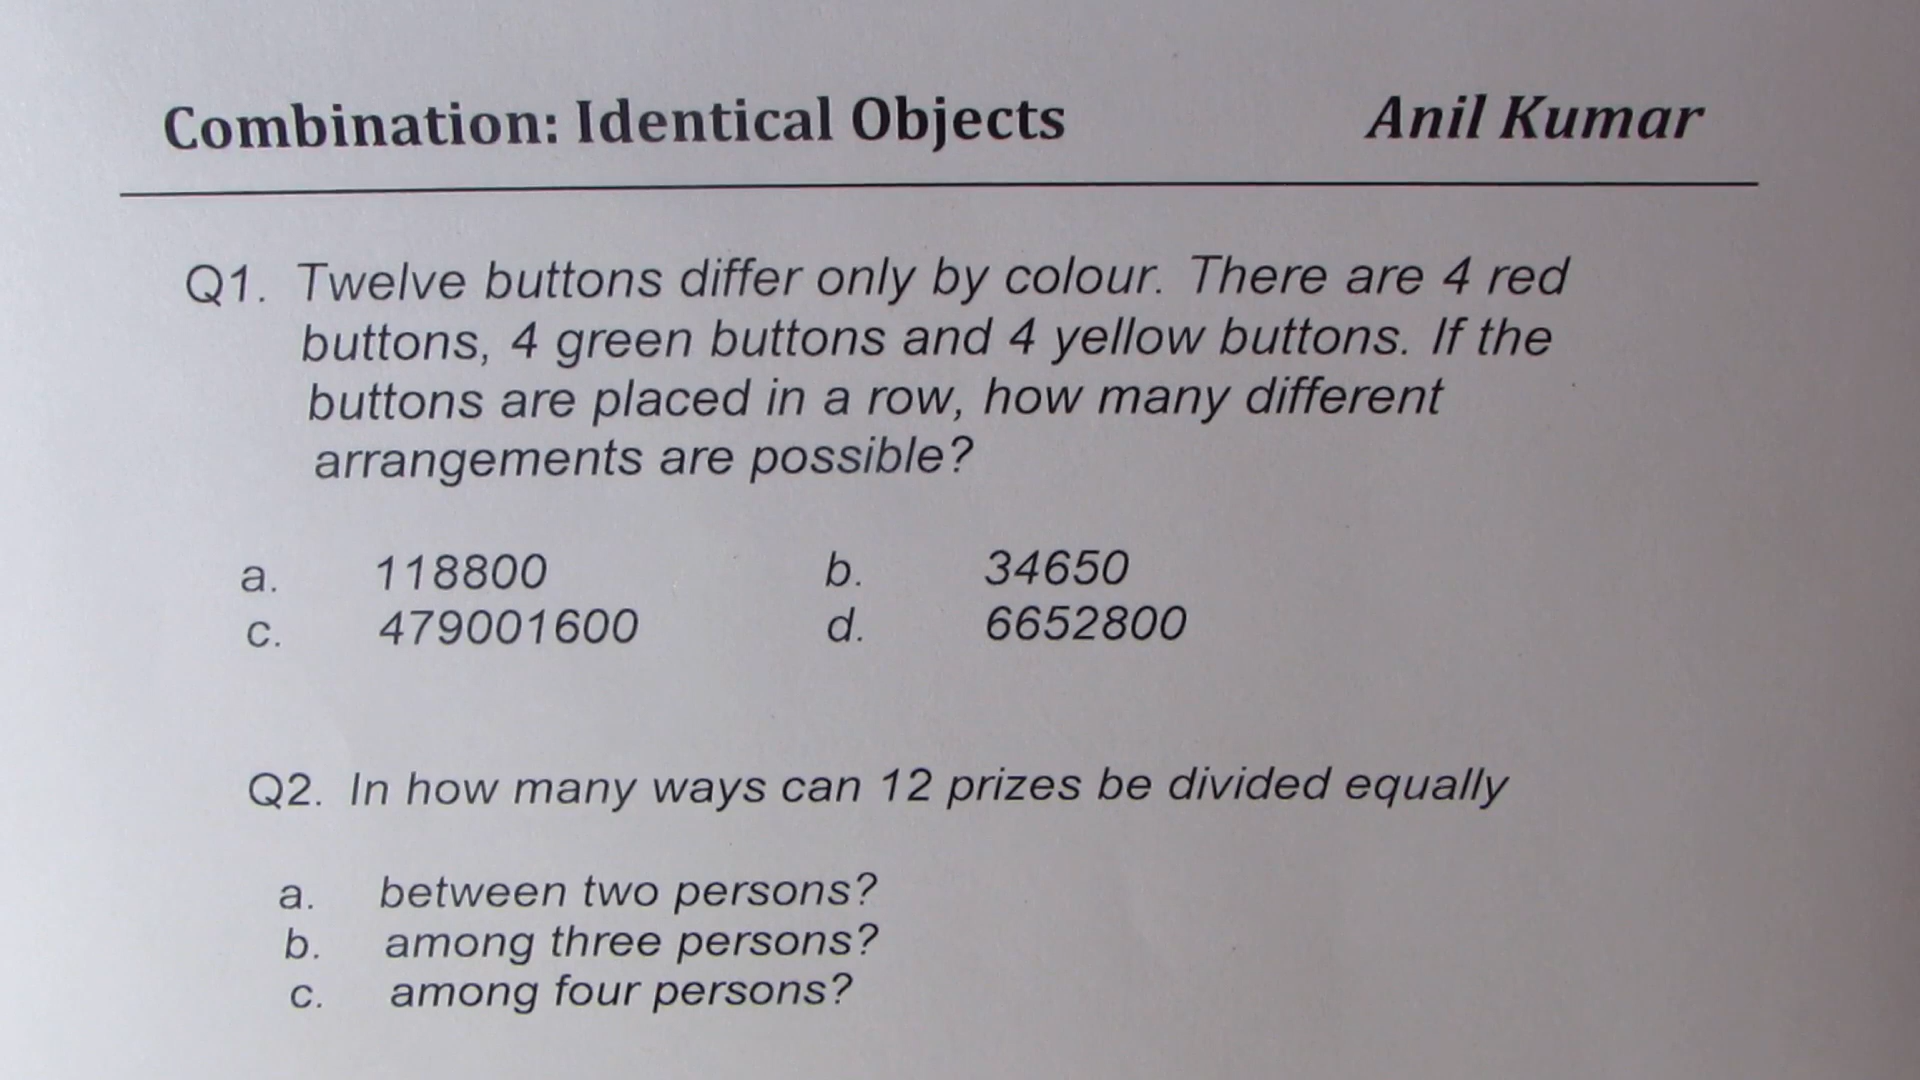 Combination: Identical Objects Anil Kumar
Q1. Twelve buttons differ only by colour. There are 4 red
buttons, 4 green buttons and 4 yellow buttons. If the
buttons are placed in a row, how many different
arrangements are possible?
a. 118800 b. 34650
c. 479001600 d. 6652800
Q2. In how many ways can 12 prizes be divided equally
a. between two persons?
b. among three persons?
c. among four persons?